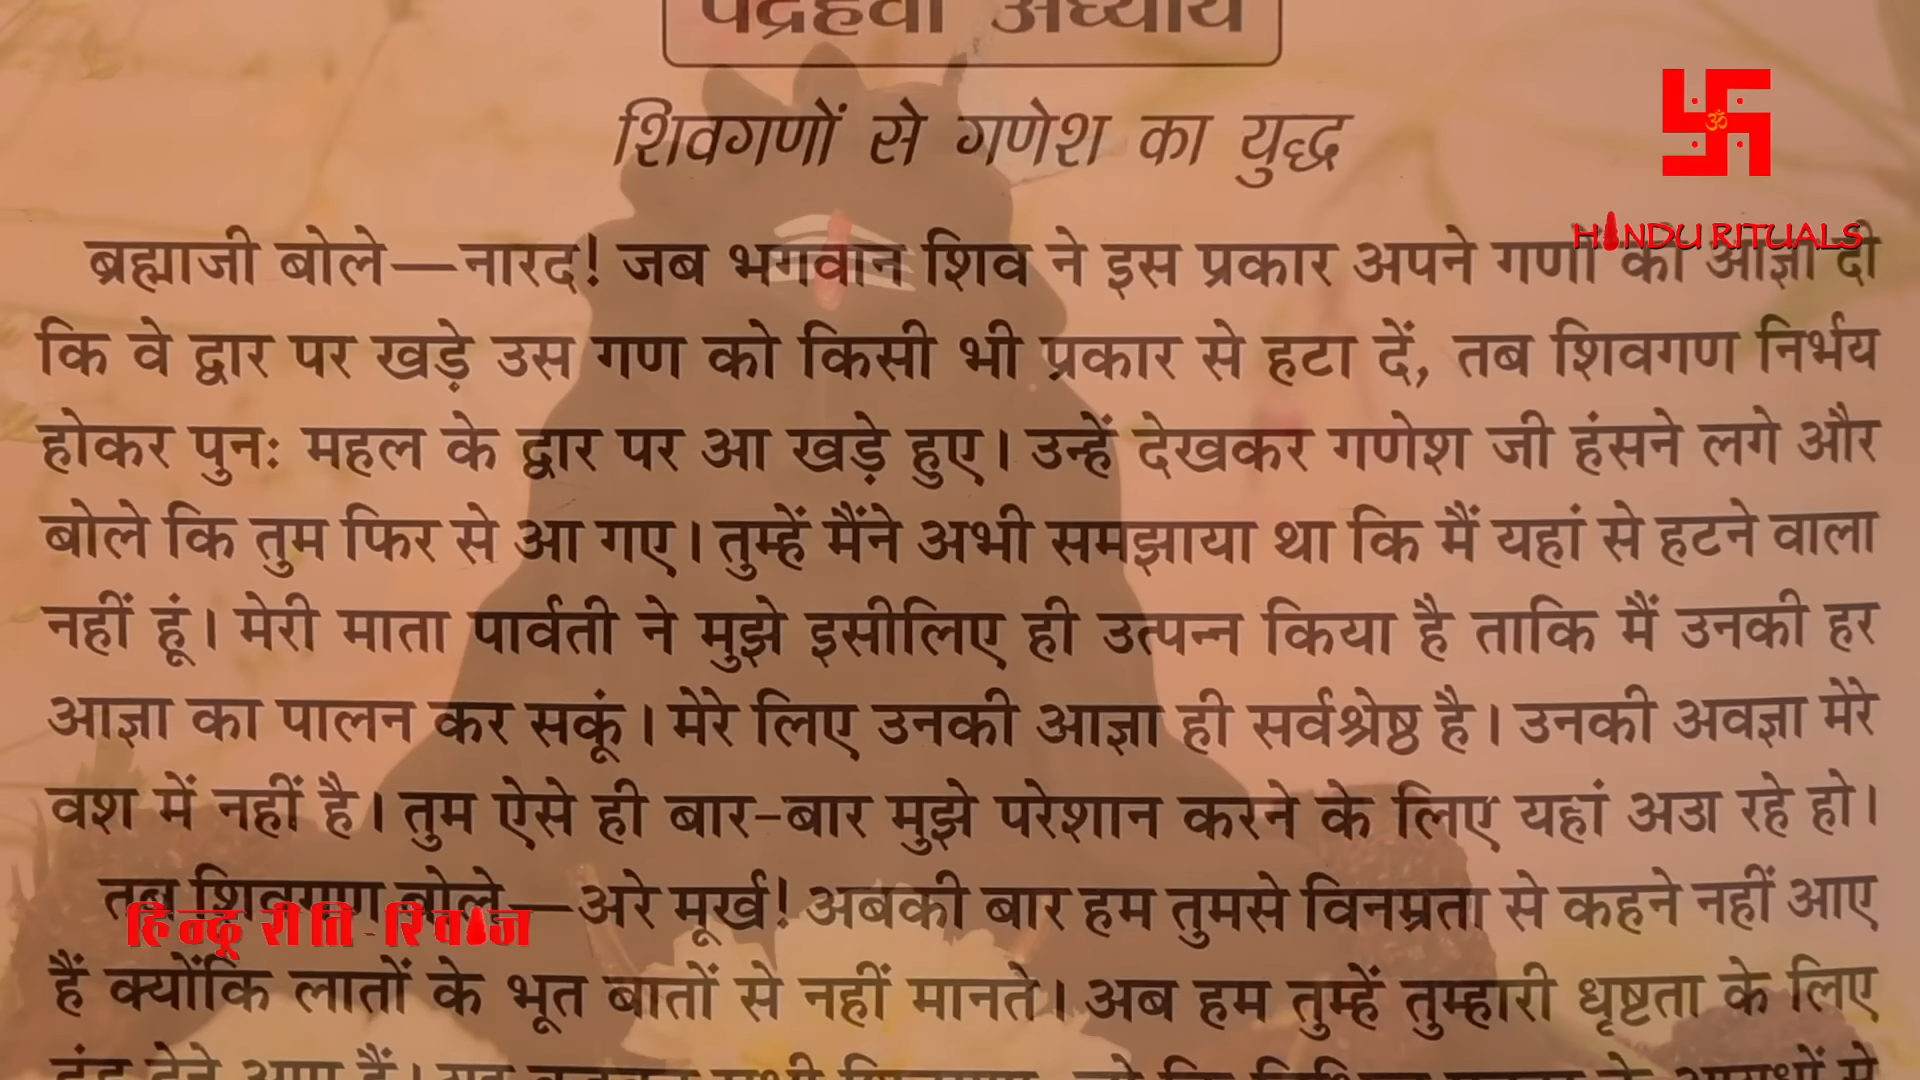 पंद्रहवां अध्याय
शिवगणों से गणेश का युद्ध
HINDU RITUALS
ब्रह्माजी बोले—नारद! जब भगवान शिव ने इस प्रकार अपने गणों को आज्ञा दी
कि वे द्वार पर खड़े उस गण को किसी भी प्रकार से हटा दें, तब शिवगण निर्भय
होकर पुनः महल के द्वार पर आ खड़े हुए। उन्हें देखकर गणेश जी हंसने लगे और
बोले कि तुम फिर से आ गए। तुम्हें मैंने अभी समझाया था कि मैं यहां से हटने वाला
नहीं हूं। मेरी माता पार्वती ने मुझे इसीलिए ही उत्पन्न किया है ताकि मैं उनकी हर
आज्ञा का पालन कर सकूं। मेरे लिए उनकी आज्ञा ही सर्वश्रेष्ठ है। उनकी अवज्ञा मेरे
वश में नहीं है। तुम ऐसे ही बार-बार मुझे परेशान करने के लिए यहां अउा रहे हो।
तब शिवगण बोले—अरे मूर्ख! अबकी बार हम तुमसे विनम्रता से कहने नहीं आए
हिन्दू रीति-रिवाज
हैं क्योंकि लातों के भूत बातों से नहीं मानते। अब हम तुम्हें तुम्हारी धृष्टता के लिए